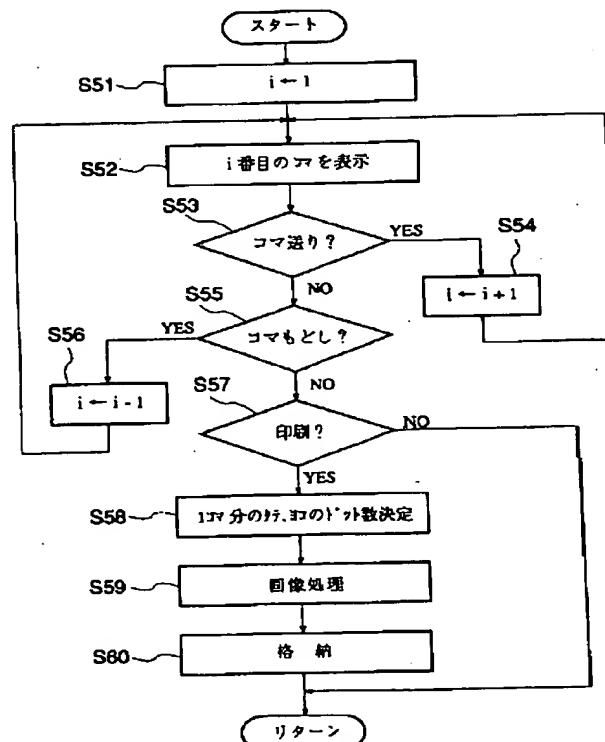 スタート
S51
i ← 1
S52
i 番目のコマを表示
S53
コマ送り?
YES
S54
i ← i + 1
NO
S55
コマもどし?
YES
S56
i ← i - 1
NO
S57
印刷?
NO
YES
S58
1コマ分のタテ、ヨコのドット数決定
S59
画像処理
S60
格 納
リターン